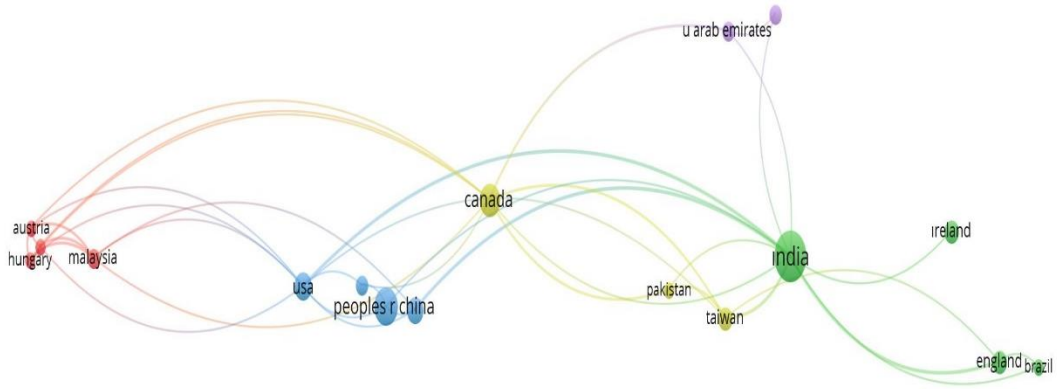 u arab emirates
canada
austria
hungary
malaysia
usa
peoples r china
india
ireland
pakistan
taiwan
england
brazil